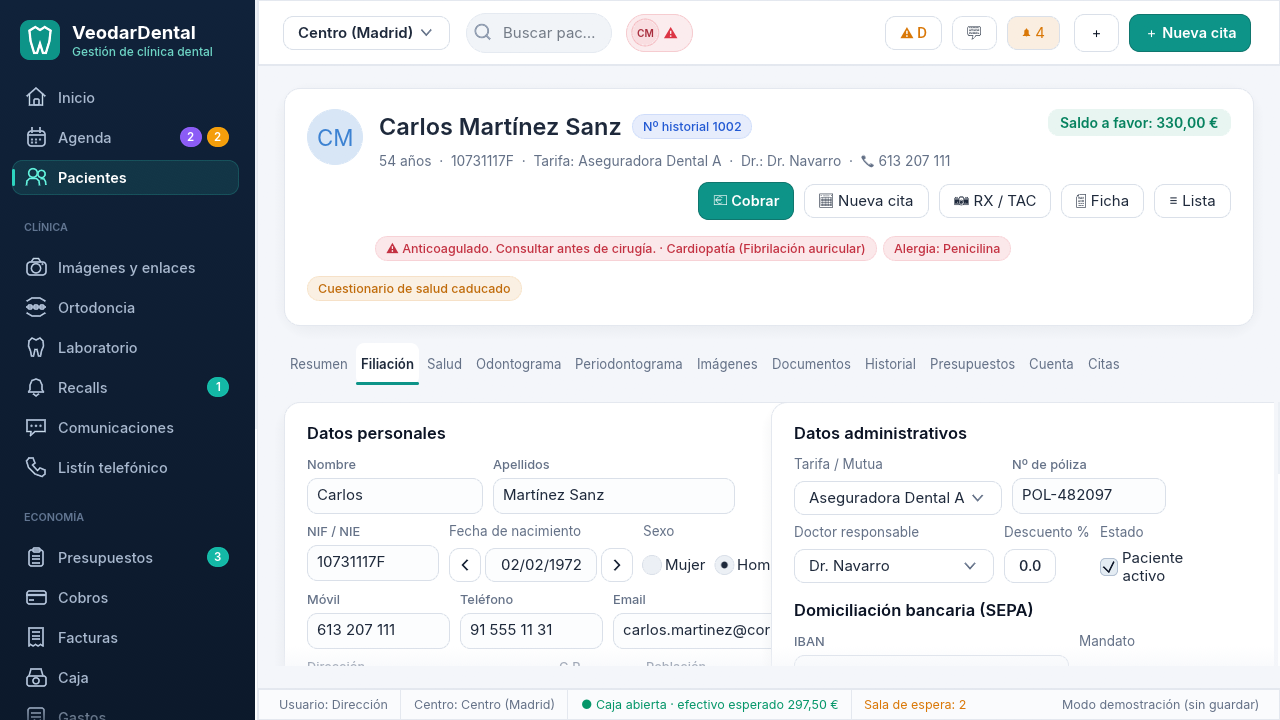 VeodarDental
Gestión de clínica dental
Inicio
Agenda 2 2
Pacientes
CLÍNICA
Imágenes y enlaces
Ortodoncia
Laboratorio
Recalls 1
Comunicaciones
Listín telefónico
ECONOMÍA
Presupuestos 3
Cobros
Facturas
Caja
Gastos
Centro (Madrid) Buscar pac... CM D 4 + + Nueva cita
CM Carlos Martínez Sanz Nº historial 1002 Saldo a favor: 330,00 €
54 años · 10731117F · Tarifa: Aseguradora Dental A · Dr.: Dr. Navarro · 613 207 111
Cobrar Nueva cita RX / TAC Ficha ≡ Lista
Anticoagulado. Consultar antes de cirugía. · Cardiopatía (Fibrilación auricular) Alergia: Penicilina
Cuestionario de salud caducado
Resumen Filiación Salud Odontograma Periodontograma Imágenes Documentos Historial Presupuestos Cuenta Citas
Datos personales
Nombre Apellidos
Carlos Martínez Sanz
NIF / NIE Fecha de nacimiento Sexo
10731117F 02/02/1972 Mujer Hom
Móvil Teléfono Email
613 207 111 91 555 11 31 carlos.martinez@cor
Dirección C.P. Población
Datos administrativos
Tarifa / Mutua Nº de póliza
Aseguradora Dental A POL-482097
Doctor responsable Descuento % Estado
Dr. Navarro 0.0 Paciente activo
Domiciliación bancaria (SEPA)
IBAN Mandato
Usuario: Dirección Centro: Centro (Madrid) ● Caja abierta · efectivo esperado 297,50 € Sala de espera: 2 Modo demostración (sin guardar)